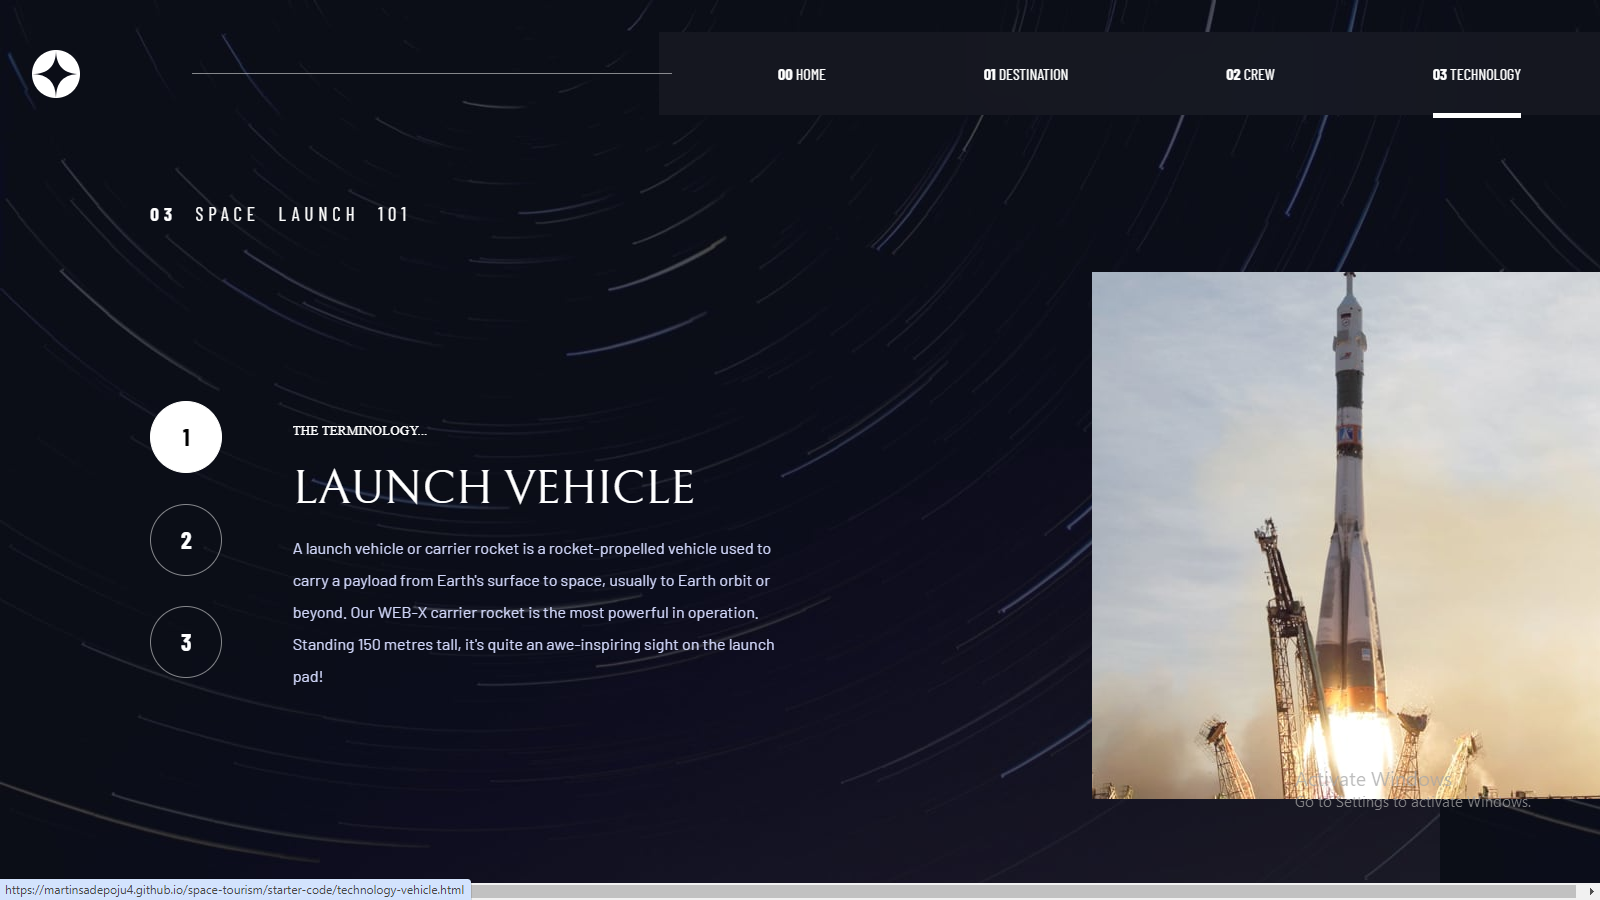 00 HOME
01 DESTINATION
02 CREW
03 TECHNOLOGY
03 SPACE LAUNCH 101
1
2
3
THE TERMINOLOGY...
LAUNCH VEHICLE
A launch vehicle or carrier rocket is a rocket-propelled vehicle used to
carry a payload from Earth's surface to space, usually to Earth orbit or
beyond. Our WEB-X carrier rocket is the most powerful in operation.
Standing 150 metres tall, it's quite an awe-inspiring sight on the launch
pad!
Activate Windows
Go to Settings to activate Windows.
https://martinsadepoju4.github.io/space-tourism/starter-code/technology-vehicle.html